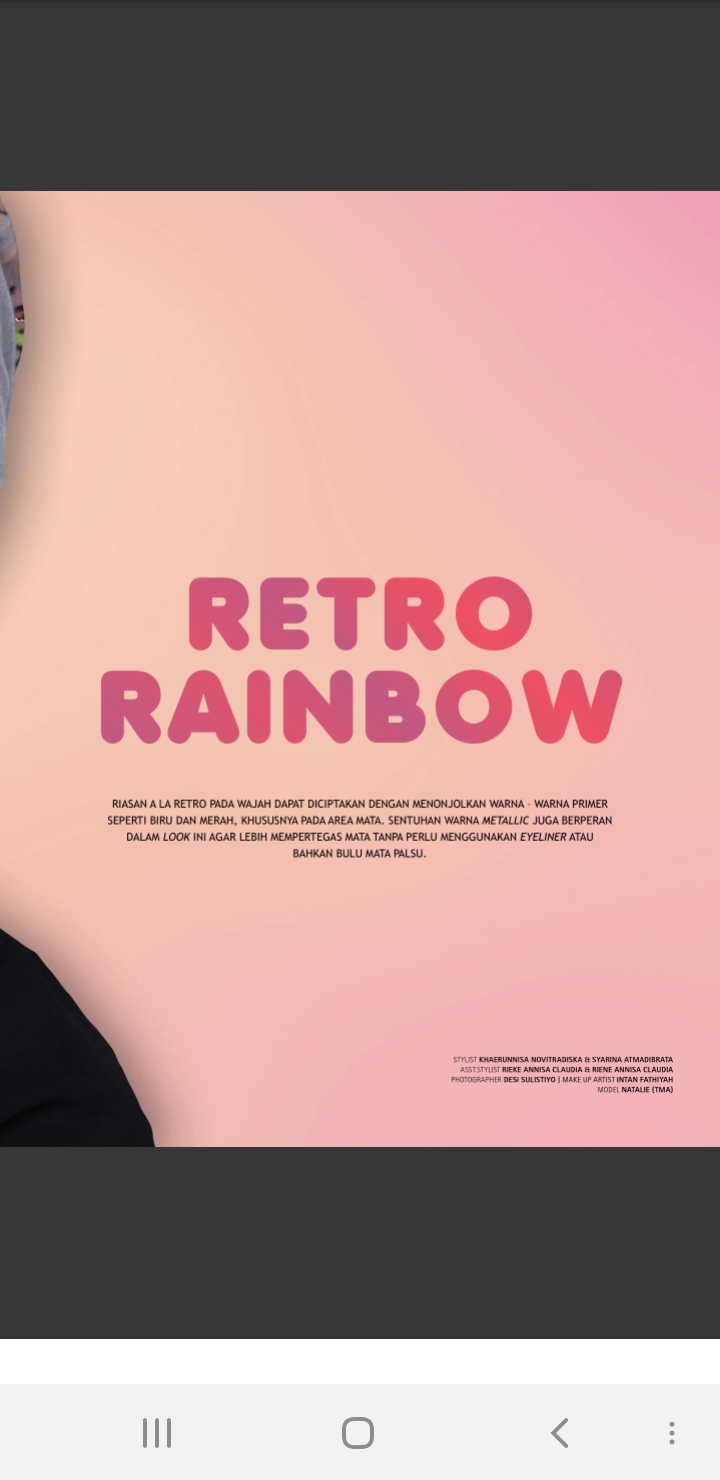 RETRO
RAINBOW
RIASAN A LA RETRO PADA WAJAH DAPAT DICIPTAKAN DENGAN MENONJOLKAN WARNA - WARNA PRIMER
SEPERTI BIRU DAN MERAH, KHUSUSNYA PADA AREA MATA. SENTUHAN WARNA METALLIC JUGA BERPERAN
DALAM LOOK INI AGAR LEBIH MEMPERTEGAS MATA TANPA PERLU MENGGUNAKAN EYELINER ATAU
BAHKAN BULU MATA PALSU.
STYLIST KHAERUNNISA NOVITRADISKA & SYARINA ATMADIBRATA
ASST.STYLIST RIEKE ANNISA CLAUDIA & RIENE ANNISA CLAUDIA
PHOTOGRAPHER DESI SULISTIYO | MAKE UP ARTIST INTAN FATHIYAH
MODEL NATALIE (TMA)